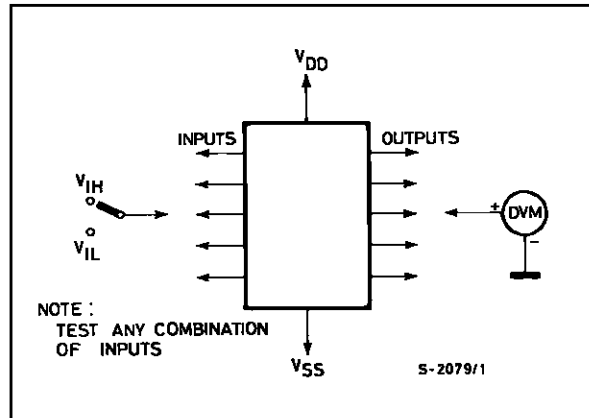 VDD
INPUTS
OUTPUTS
VIH
VIL
+
DVM
-
NOTE :
TEST ANY COMBINATION
OF INPUTS
VSS
S-2079/1